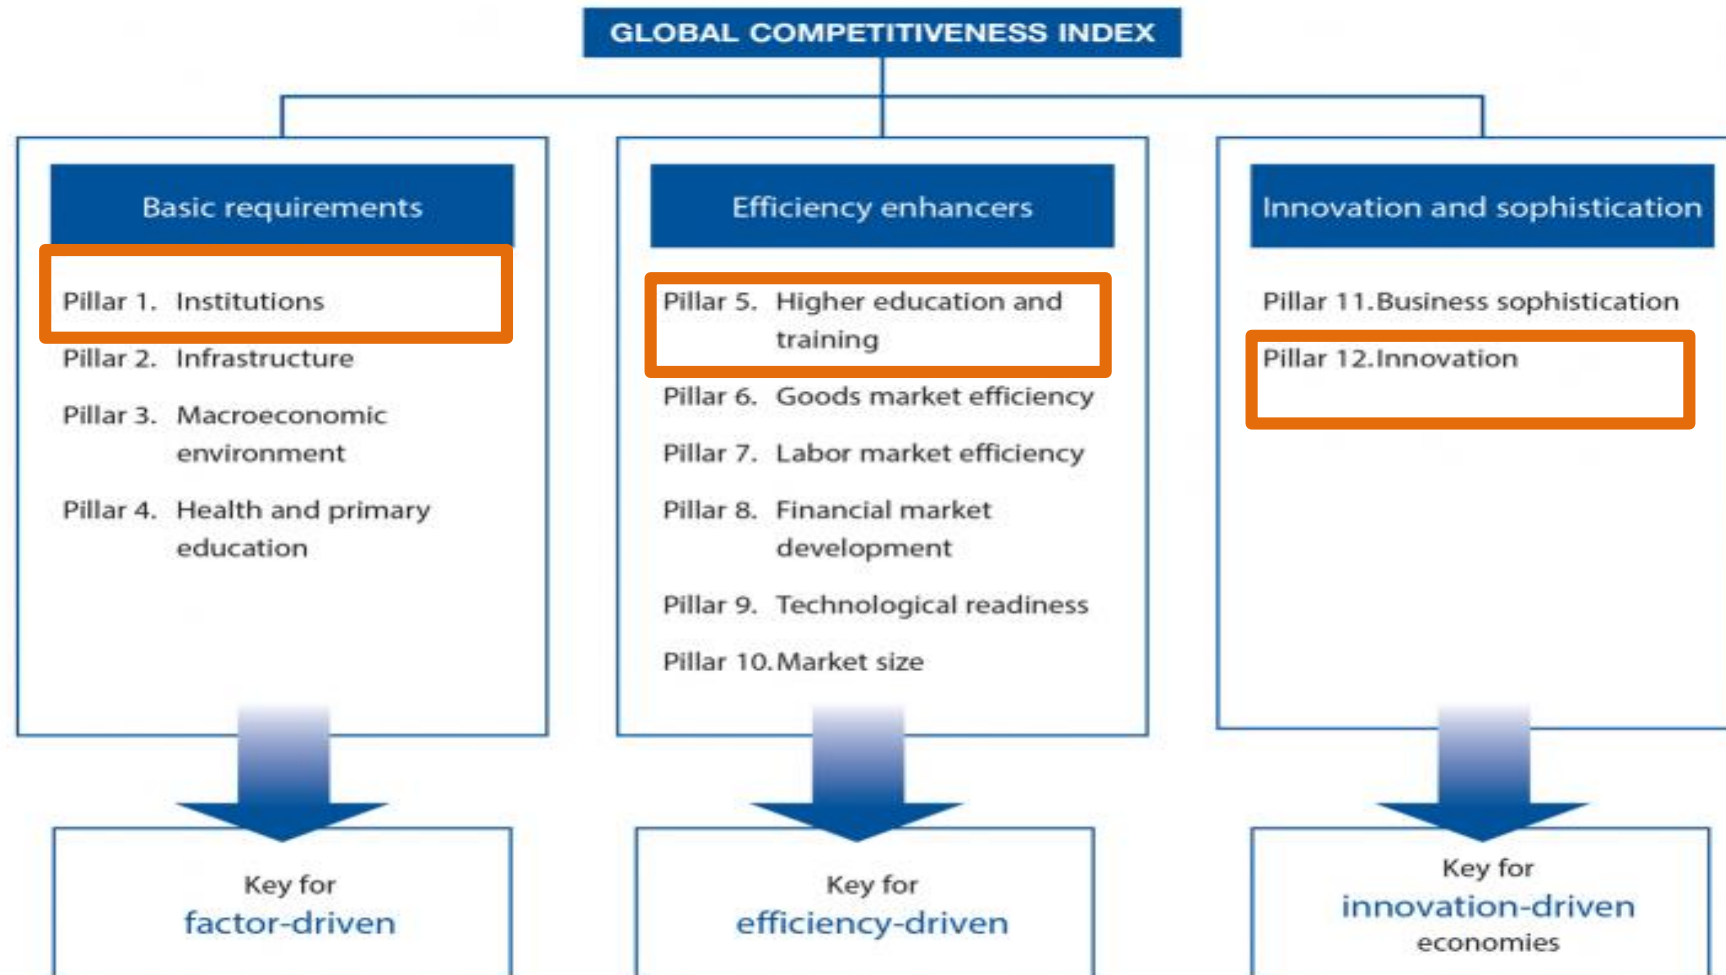 GLOBAL COMPETITIVENESS INDEX
Basic requirements
Pillar 1. Institutions
Pillar 2. Infrastructure
Pillar 3. Macroeconomic
environment
Pillar 4. Health and primary
education
Key for
factor-driven
Efficiency enhancers
Pillar 5. Higher education and
training
Pillar 6. Goods market efficiency
Pillar 7. Labor market efficiency
Pillar 8. Financial market
development
Pillar 9. Technological readiness
Pillar 10. Market size
Key for
efficiency-driven
Innovation and sophistication
Pillar 11. Business sophistication
Pillar 12. Innovation
Key for
innovation-driven
economies